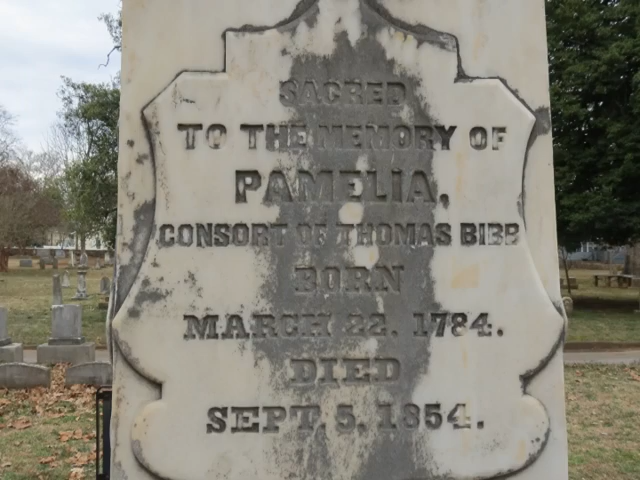 SACRED
TO THE MEMORY OF
PAMELIA,
CONSORT OF THOMAS BIBB
BORN
MARCH 22. 1784.
DIED
SEPT. 5. 1854.